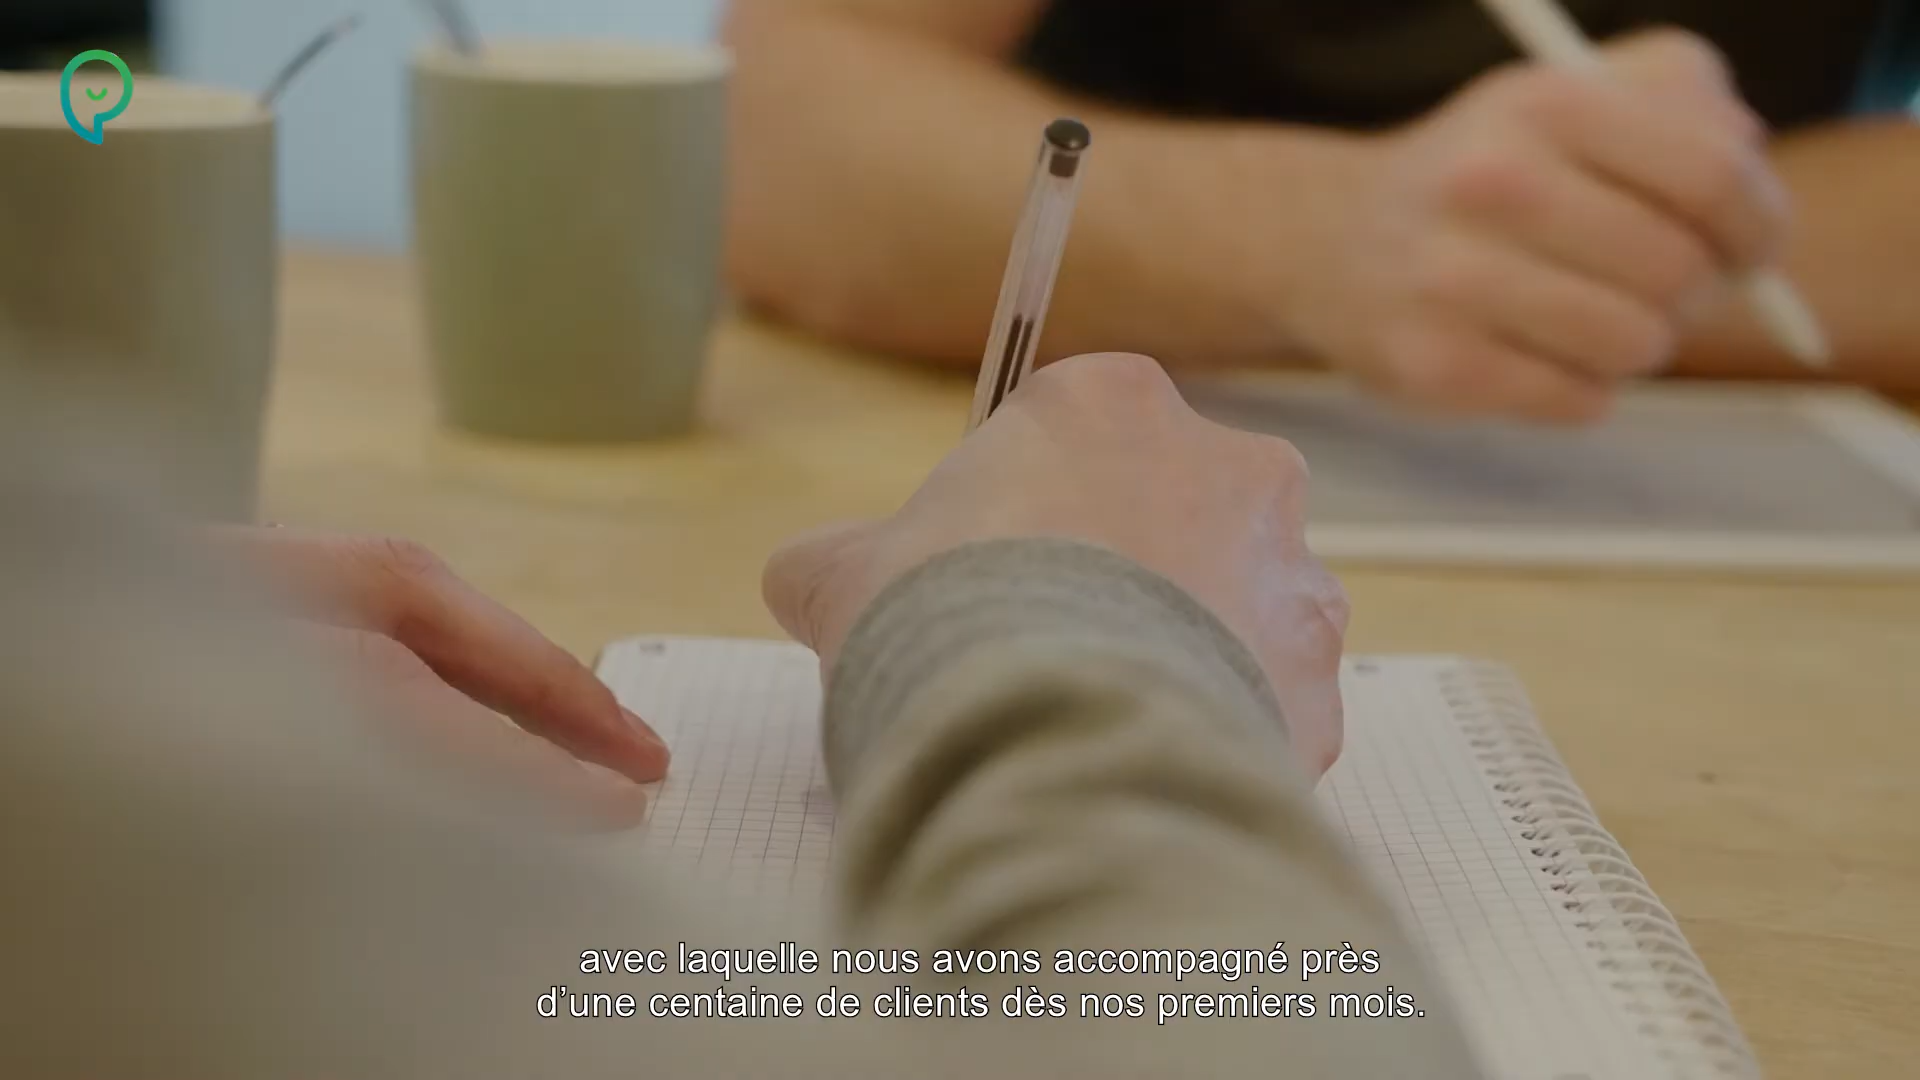 avec laquelle nous avons accompagné près
d’une centaine de clients dès nos premiers mois.